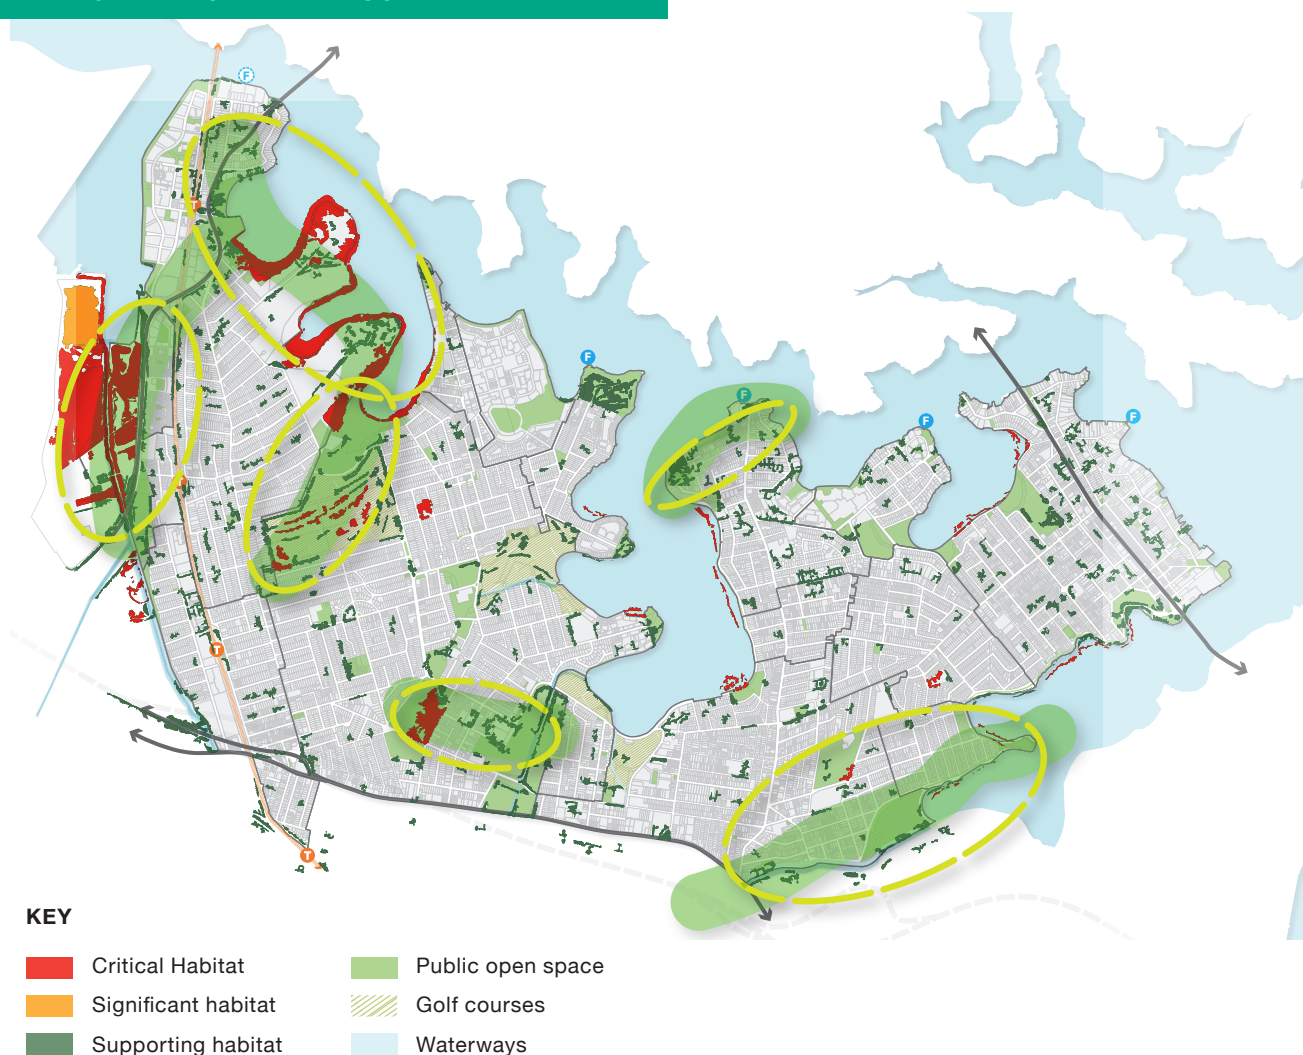 F
F
F
F
F
T
T
T
T
KEY
Critical Habitat
Public open space
Significant habitat
Golf courses
Supporting habitat
Waterways